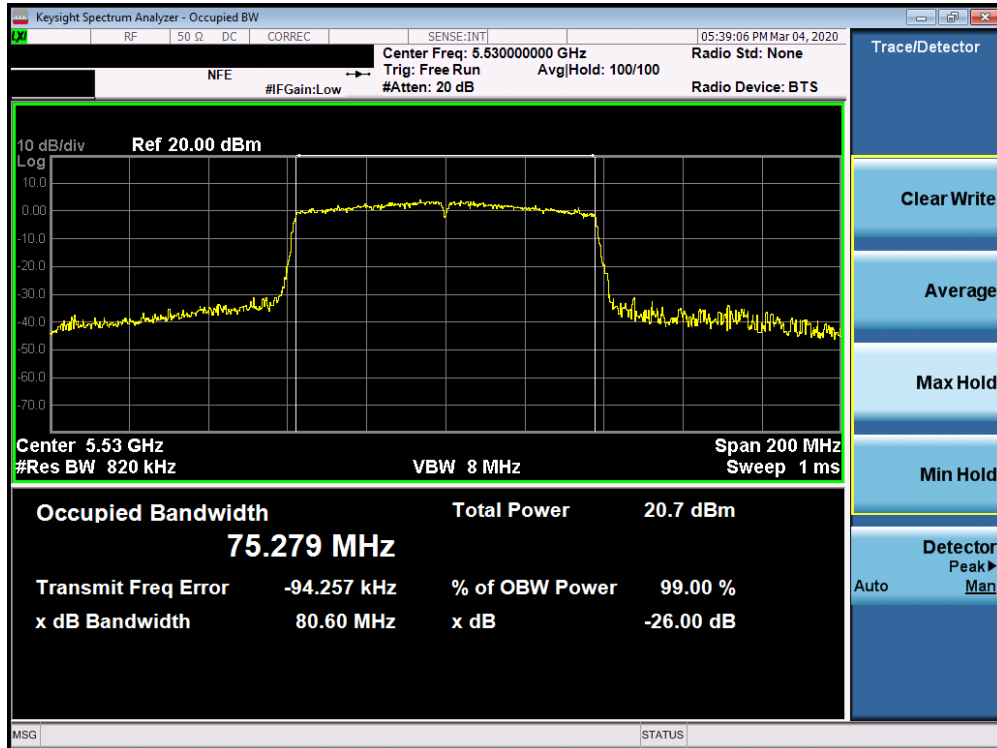 Keysight Spectrum Analyzer - Occupied BW
LXI RF 50 Ω DC CORREC SENSE:INT 05:39:06 PM Mar 04, 2020
Center Freq: 5.530000000 GHz Radio Std: None
NFE Trig: Free Run Avg|Hold: 100/100
#IFGain:Low #Atten: 20 dB Radio Device: BTS
10 dB/div Ref 20.00 dBm
Log
10.0
0.00
-10.0
-20.0
-30.0
-40.0
-50.0
-60.0
-70.0
Center 5.53 GHz Span 200 MHz
#Res BW 820 kHz VBW 8 MHz Sweep 1 ms
Occupied Bandwidth Total Power 20.7 dBm
75.279 MHz
Transmit Freq Error -94.257 kHz % of OBW Power 99.00 %
x dB Bandwidth 80.60 MHz x dB -26.00 dB
MSG STATUS
Trace/Detector
Clear Write
Average
Max Hold
Min Hold
Detector
Peak▶
Auto Man